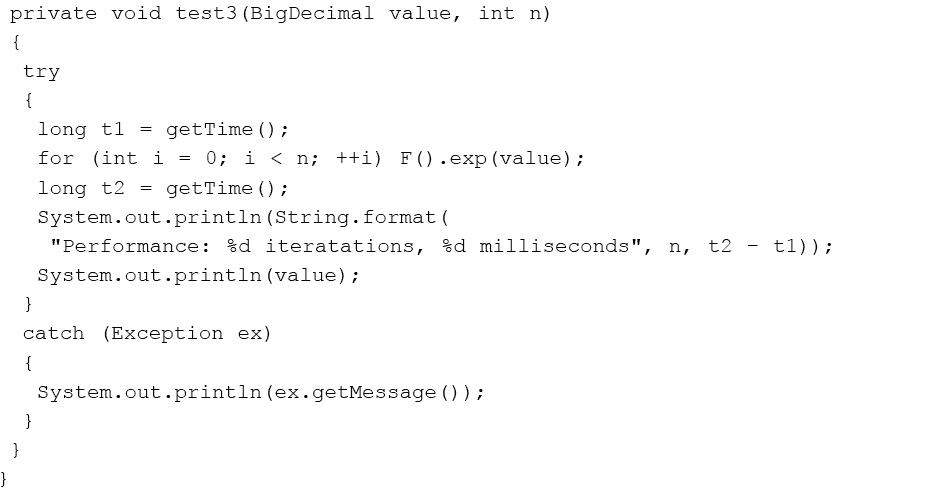 private void test3(BigDecimal value, int n)
{
try
{
long t1 = getTime();
for (int i = 0; i < n; ++i) F().exp(value);
long t2 = getTime();
System.out.println(String.format(
"Performance: %d iteratations, %d milliseconds", n, t2 - t1));
System.out.println(value);
}
catch (Exception ex)
{
System.out.println(ex.getMessage());
}
}
}